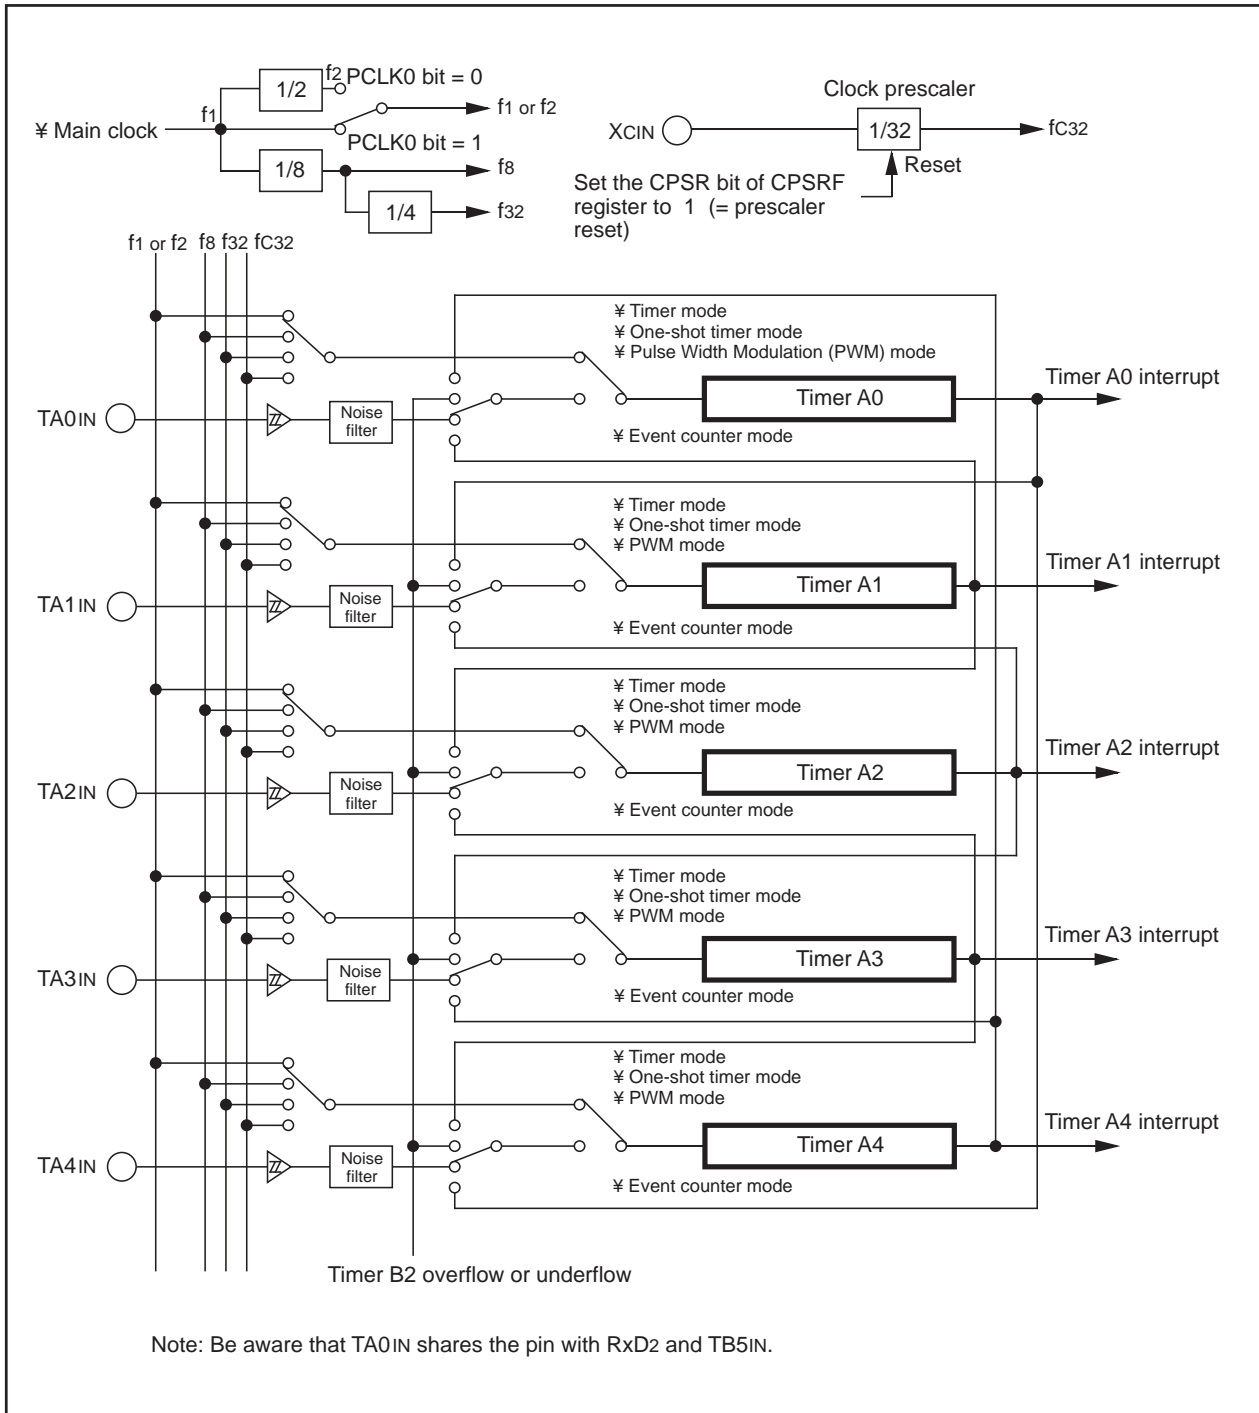 f2 PCLK0 bit = 0
1/2
f1
f1 or f2
¥ Main clock
PCLK0 bit = 1
1/8
f8
1/4
f32
Clock prescaler
XCIN
1/32
fC32
Reset
Set the CPSR bit of CPSRF
register to  1  (= prescaler
reset)
f1 or f2 f8 f32 fC32
¥ Timer mode
¥ One-shot timer mode
¥ Pulse Width Modulation (PWM) mode
Timer A0 interrupt
TA0IN
Noise
filter
Timer A0
¥ Event counter mode
¥ Timer mode
¥ One-shot timer mode
¥ PWM mode
Timer A1 interrupt
TA1IN
Noise
filter
Timer A1
¥ Event counter mode
¥ Timer mode
¥ One-shot timer mode
¥ PWM mode
Timer A2 interrupt
TA2IN
Noise
filter
Timer A2
¥ Event counter mode
¥ Timer mode
¥ One-shot timer mode
¥ PWM mode
Timer A3 interrupt
TA3IN
Noise
filter
Timer A3
¥ Event counter mode
¥ Timer mode
¥ One-shot timer mode
¥ PWM mode
Timer A4 interrupt
TA4IN
Noise
filter
Timer A4
¥ Event counter mode
Timer B2 overflow or underflow
Note: Be aware that TA0IN shares the pin with RxD2 and TB5IN.